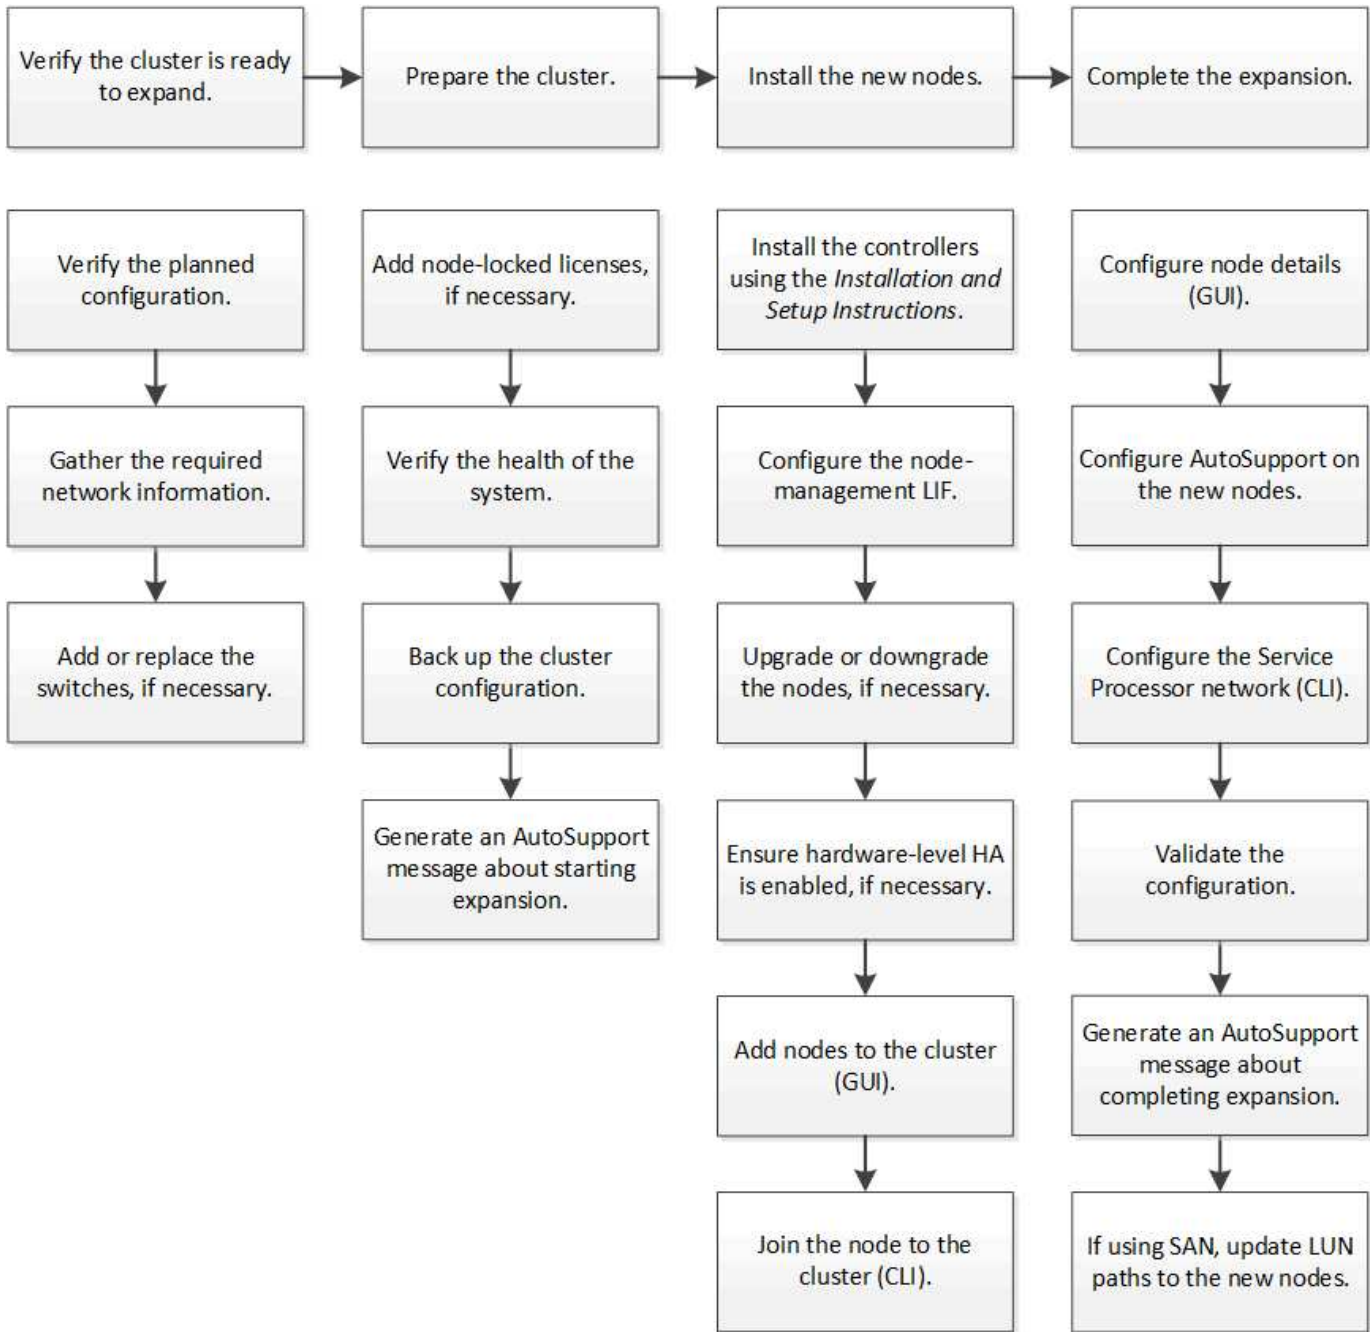 Verify the cluster is ready
to expand.
Prepare the cluster.
Install the new nodes.
Complete the expansion.
Verify the planned
configuration.
Gather the required
network information.
Add or replace the
switches, if necessary.
Add node-locked licenses,
if necessary.
Verify the health of the
system.
Back up the cluster
configuration.
Generate an AutoSupport
message about starting
expansion.
Install the controllers
using the Installation and
Setup Instructions.
Configure the node-
management LIF.
Upgrade or downgrade
the nodes, if necessary.
Ensure hardware-level HA
is enabled, if necessary.
Add nodes to the cluster
(GUI).
Join the node to the
cluster (CLI).
Configure node details
(GUI).
Configure AutoSupport on
the new nodes.
Configure the Service
Processor network (CLI).
Validate the
configuration.
Generate an AutoSupport
message about
completing expansion.
If using SAN, update LUN
paths to the new nodes.